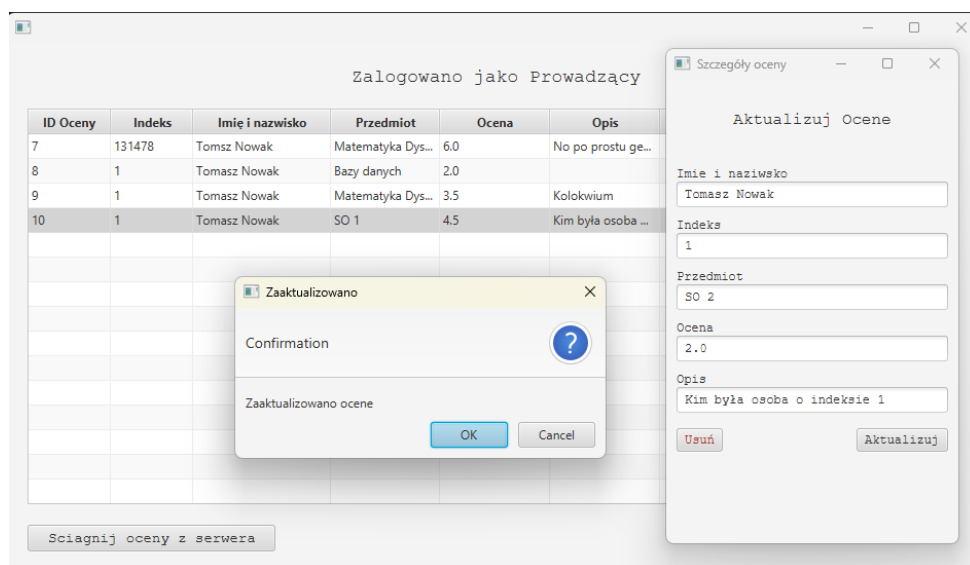 Zalogowano jako Prowadzący
ID Oceny Indeks Imię i nazwisko Przedmiot Ocena Opis
7 131478 Tomsz Nowak Matematyka Dys... 6.0 No po prostu ge...
8 1 Tomasz Nowak Bazy danych 2.0
9 1 Tomasz Nowak Matematyka Dys... 3.5 Kolokwium
10 1 Tomasz Nowak SO 1 4.5 Kim była osoba ...
Sciagnij oceny z serwera
Zaaktualizowano
Confirmation
Zaaktualizowano ocene
OK Cancel
Szczegóły oceny
Aktualizuj Ocene
Imie i naziwsko
Tomasz Nowak
Indeks
1
Przedmiot
SO 2
Ocena
2.0
Opis
Kim była osoba o indeksie 1
Usuń Aktualizuj